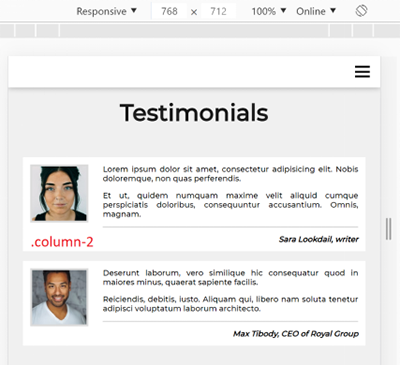 Responsive ▼ 768 × 712 100% ▼ Online ▼
Testimonials
Lorem ipsum dolor sit amet, consectetur adipisicing elit. Nobis
doloremque, non quas perferendis.
Et ut, quidem numquam maxime velit aliquid cumque
perspiciatis doloribus, consequuntur accusantium. Omnis,
magnam.
.column-2
Sara Lookdail, writer
Deserunt laborum, vero similique hic consequatur quod in
maiores minus, quaerat sapiente facilis.
Reiciendis, debitis, iusto. Aliquam qui, libero nam soluta tenetur
adipisci voluptatum laborum architecto.
Max Tibody, CEO of Royal Group